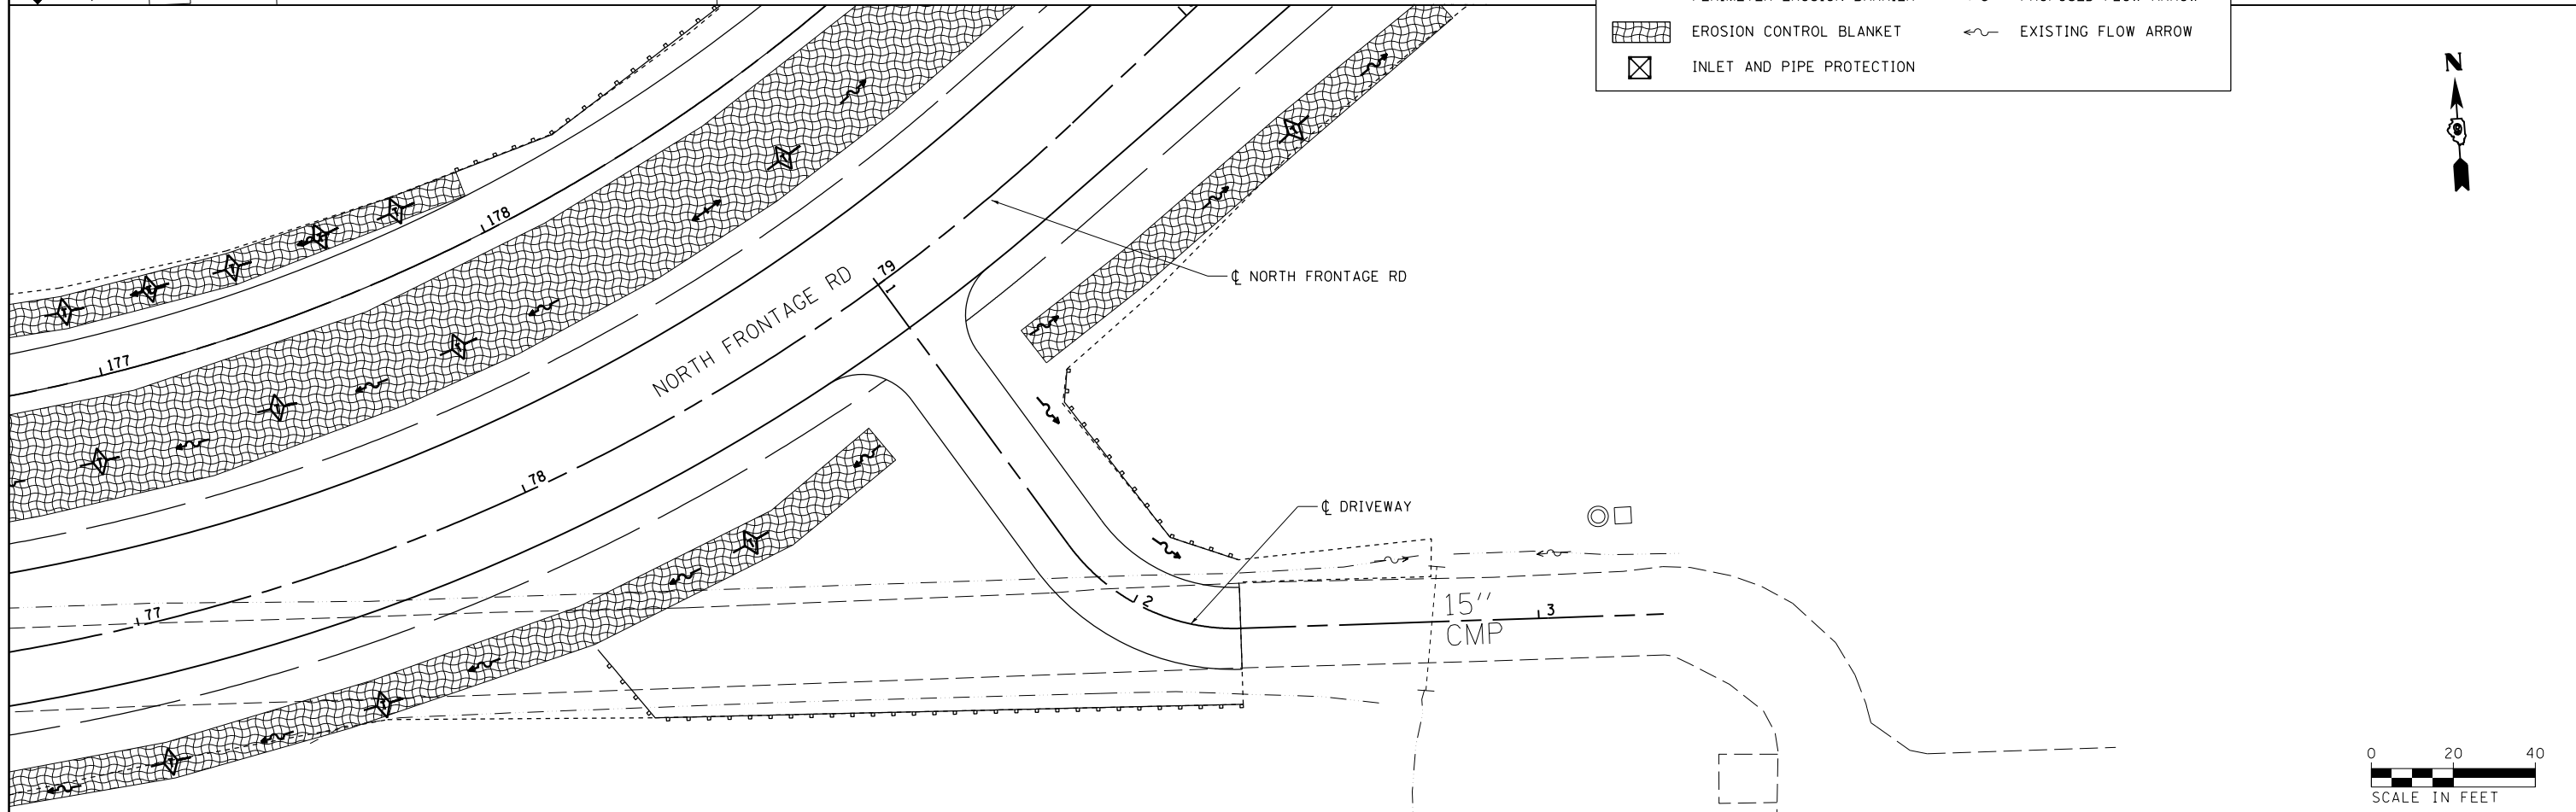 EROSION CONTROL BLANKET
EXISTING FLOW ARROW
INLET AND PIPE PROTECTION
N
178
79
1
℄ NORTH FRONTAGE RD
NORTH FRONTAGE RD
177
78
℄ DRIVEWAY
77
2
15''
CMP
3
0 20 40
SCALE IN FEET